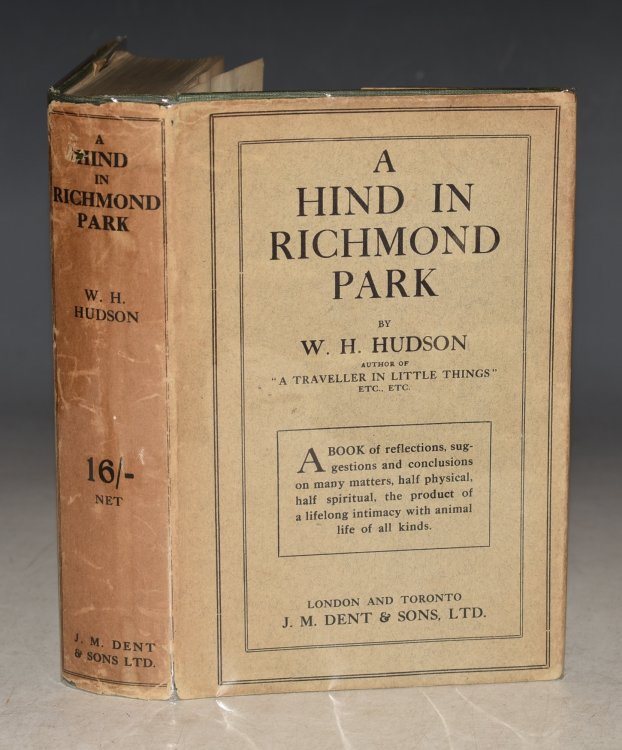 A
HIND
IN
RICHMOND
PARK
W. H.
HUDSON
16/-
NET
J. M. DENT
& SONS LTD.
A
HIND IN
RICHMOND
PARK
BY
W. H. HUDSON
AUTHOR OF
"A TRAVELLER IN LITTLE THINGS"
ETC., ETC.
A BOOK of reflections, sug-
gestions and conclusions
on many matters, half physical,
half spiritual, the product of
a lifelong intimacy with animal
life of all kinds.
LONDON AND TORONTO
J. M. DENT & SONS, LTD.